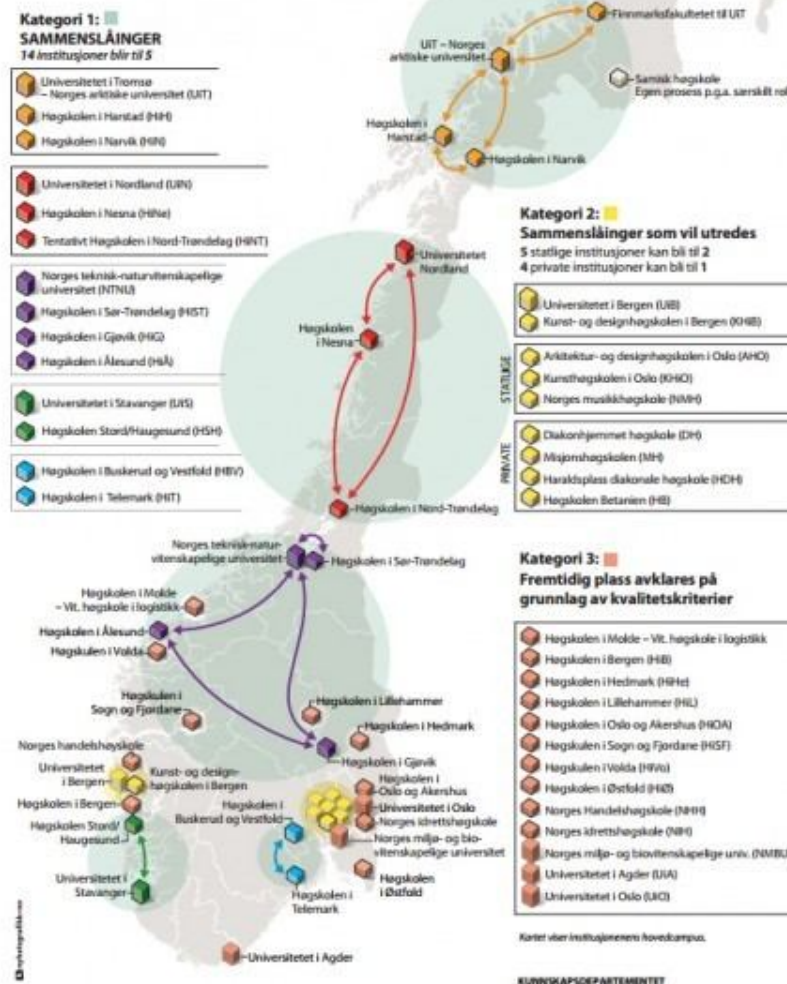 Kategori 1:
SAMMENSLÅINGER
14 institusjoner blir til 5
Universitetet i Tromsø
– Norges arktiske universitet (UiT)
Høgskolen i Harstad (HiH)
Høgskolen i Narvik (HiN)
Universitetet i Nordland (UiN)
Høgskolen i Nesna (HiNe)
Tentativt Høgskolen i Nord-Trøndelag (HiNT)
Norges teknisk-naturvitenskapelige
universitet (NTNU)
Høgskolen i Sør-Trøndelag (HiST)
Høgskolen i Gjøvik (HiG)
Høgskolen i Ålesund (HiÅ)
Universitetet i Stavanger (UiS)
Høgskolen Stord/Haugesund (HSH)
Høgskolen i Buskerud og Vestfold (HBV)
Høgskolen i Telemark (HiT)
Finnmarksfakultetet til UiT
UiT – Norges
arktiske universitet
Samisk høgskole
Egen prosess p.g.a. særskilt rol
Høgskolen i
Harstad
Høgskolen i Narvik
Universitetet
Nordland
Høgskolen
i Nesna
Høgskolen i Nord-Trøndelag
Kategori 2:
Sammenslåinger som vil utredes
5 statlige institusjoner kan bli til 2
4 private institusjoner kan bli til 1
STATLIGE
Universitetet i Bergen (UiB)
Kunst- og designhøgskolen i Bergen (KHiB)
Arkitektur- og designhøgskolen i Oslo (AHO)
Kunsthøgskolen i Oslo (KHiO)
Norges musikkhøgskole (NMH)
PRIVATE
Diakonhjemmet høgskole (DH)
Misjonshøgskolen (MH)
Haraldsplass diakonale høgskole (HDH)
Høgskolen Betanien (HB)
Norges teknisk-natur-
vitenskapelige universitet
Høgskolen i Sør-Trøndelag
Høgskolen i Molde
– Vit. høgskole i logistikk
Høgskolen i Ålesund
Høgskulen i Volda
Høgskulen i
Sogn og Fjordane
Høgskolen i Lillehammer
Høgskolen i Hedmark
Høgskolen i Gjøvik
Norges handelshøyskole
Universitetet
i Bergen
Kunst- og design-
høgskolen i Bergen
Høgskolen i Bergen
Høgskolen Stord/
Haugesund
Høgskolen i
Buskerud og Vestfold
Høgskolen i
Oslo og Akershus
Universitetet i Oslo
Norges idrettshøgskole
Norges miljø- og bio-
vitenskapelige universitet
Universitetet i
Stavanger
Høgskolen i
Telemark
Høgskolen
i Østfold
Universitetet i Agder
Kategori 3:
Fremtidig plass avklares på
grunnlag av kvalitetskriterier
Høgskolen i Molde – Vit. høgskole i logistikk
Høgskolen i Bergen (HiB)
Høgskolen i Hedmark (HiHe)
Høgskolen i Lillehammer (HiL)
Høgskolen i Oslo og Akershus (HiOA)
Høgskulen i Sogn og Fjordane (HiSF)
Høgskulen i Volda (HiVo)
Høgskolen i Østfold (HiØ)
Norges Handelshøgskole (NHH)
Norges idrettshøgskole (NIH)
Norges miljø- og biovitenskapelige univ. (NMBU
Universitetet i Agder (UiA)
Universitetet i Oslo (UiO)
Kartet viser institusjonenens hovedcampus.
KUNNSKAPSDEPARTEMENTET
nyhetsgrafikk.no